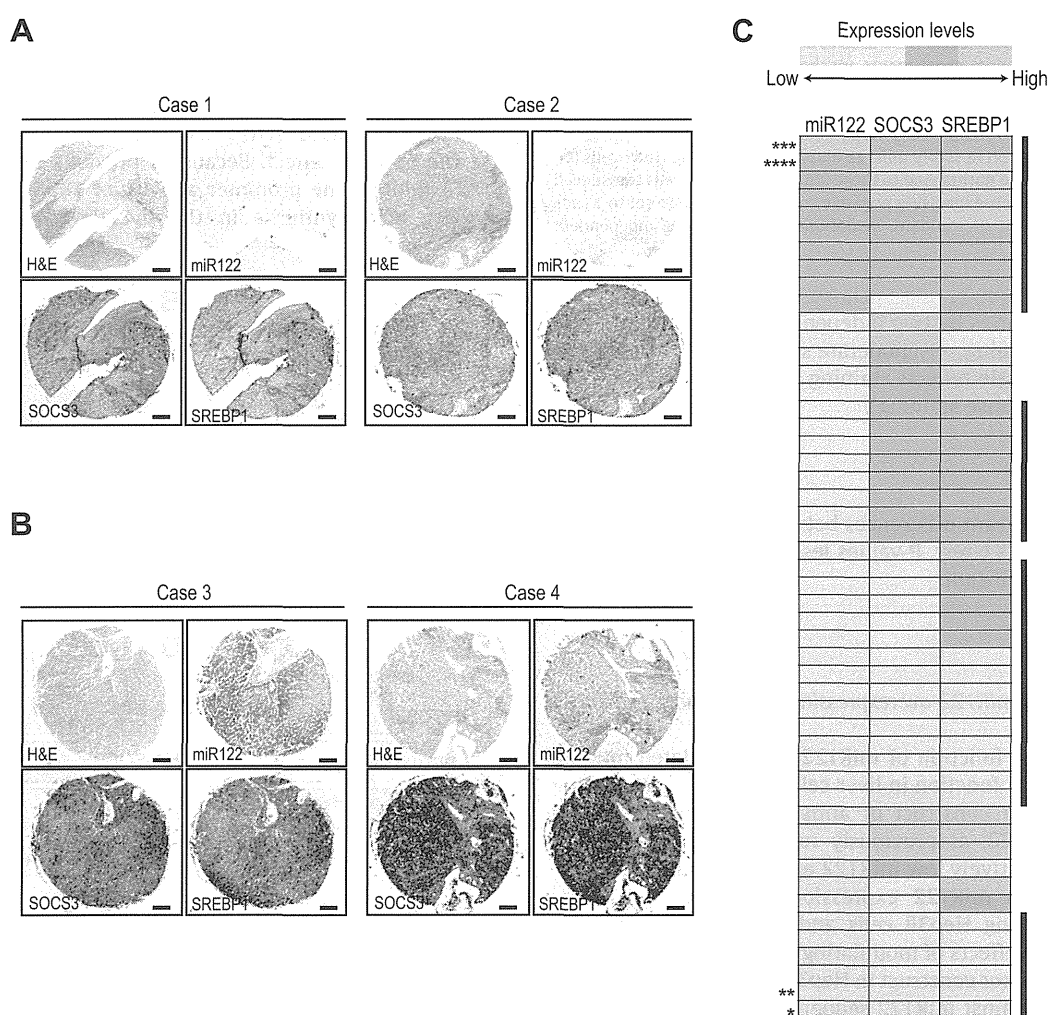 A
Case 1
Case 2
H&E
miR122
H&E
miR122
SOCS3
SREBP1
SOCS3
SREBP1
B
Case 3
Case 4
H&E
miR122
H&E
miR122
SOCS3
SREBP1
SOCS3
SREBP1
C
Expression levels
Low
High
miR122 SOCS3 SREBP1
***
****
**
*